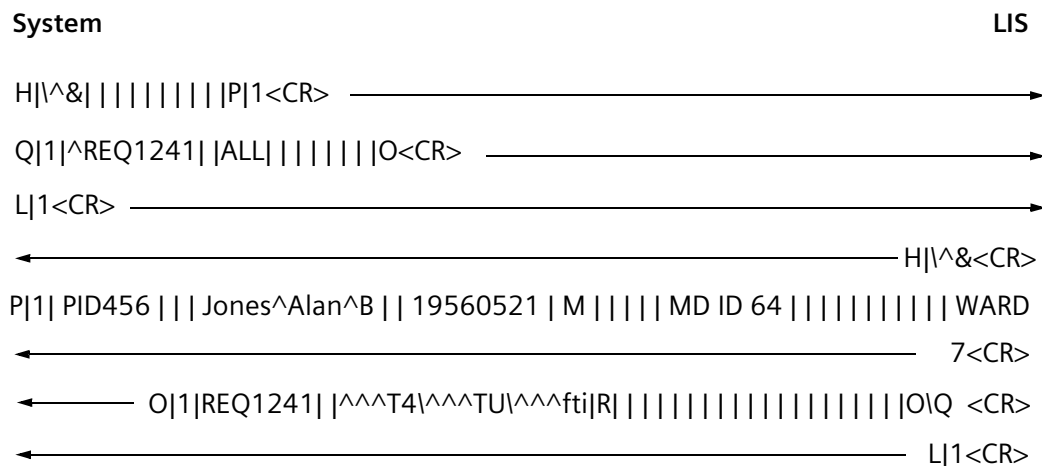 System LIS
H|\^&| | | | | | | | | |P|1<CR>
Q|1|^REQ1241| |ALL| | | | | | | |O<CR>
L|1<CR>
H|\^&<CR>
P|1| PID456 | | | Jones^Alan^B | | 19560521 | M | | | | | MD ID 64 | | | | | | | | | | | WARD
7<CR>
O|1|REQ1241| |^^^T4\^^^TU\^^^fti|R| | | | | | | | | | | | | | | | | | | |O\Q <CR>
L|1<CR>